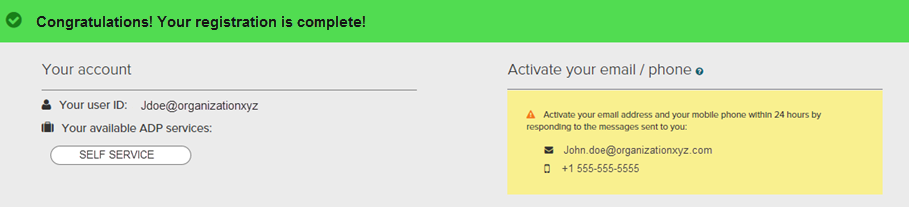 Congratulations! Your registration is complete!
Your account
Your user ID: Jdoe@organizationxyz
Your available ADP services:
SELF SERVICE
Activate your email / phone ?
Activate your email address and your mobile phone within 24 hours by
responding to the messages sent to you:
John.doe@organizationxyz.com
+1 555-555-5555